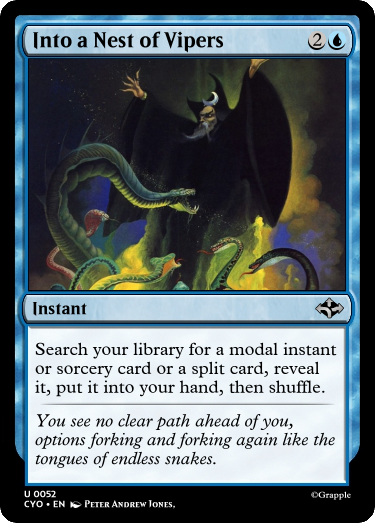 Into a Nest of Vipers 2
Instant
Search your library for a modal instant
or sorcery card or a split card, reveal
it, put it into your hand, then shuffle.
You see no clear path ahead of you,
options forking and forking again like the
tongues of endless snakes.
U 0052
CYO • EN Peter Andrew Jones,
©Grapple